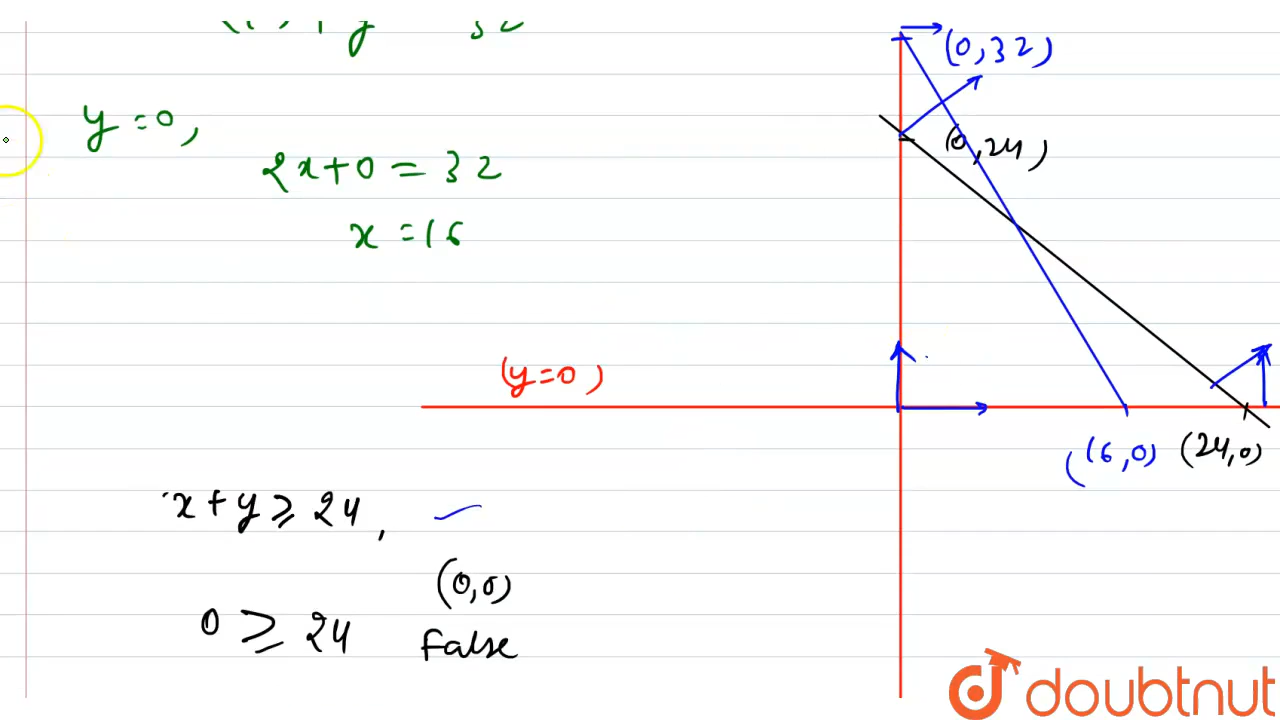 y=0,
2x+0=32
x=16
(y=0)
x+y≥24,
(0,0)
0≥24 False
(0,32)
(0,24)
(16,0) (24,0)
doubtnut